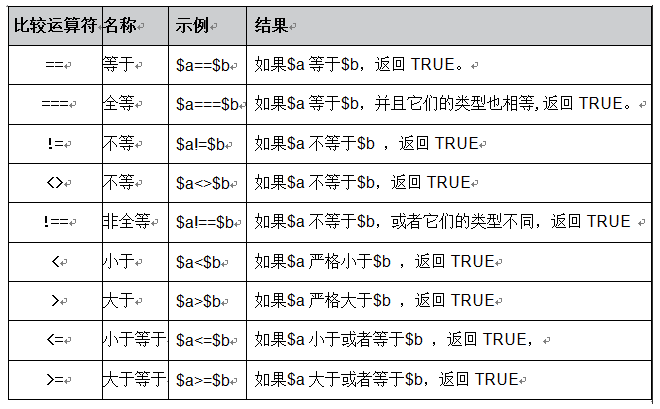 比较运算符 名称 示例 结果
== 等于 $a==$b 如果$a 等于$b，返回 TRUE。
=== 全等 $a===$b 如果$a 等于$b，并且它们的类型也相等,返回 TRUE。
!= 不等 $a!=$b 如果$a 不等于$b ，返回 TRUE
<> 不等 $a<>$b 如果$a 不等于$b，返回 TRUE
!== 非全等 $a!==$b 如果$a 不等于$b，或者它们的类型不同，返回 TRUE
< 小于 $a<$b 如果$a 严格小于$b ，返回 TRUE
> 大于 $a>$b 如果$a 严格大于$b ，返回 TRUE
<= 小于等于 $a<=$b 如果$a 小于或者等于$b ，返回 TRUE，
>= 大于等于 $a>=$b 如果$a 大于或者等于$b，返回 TRUE